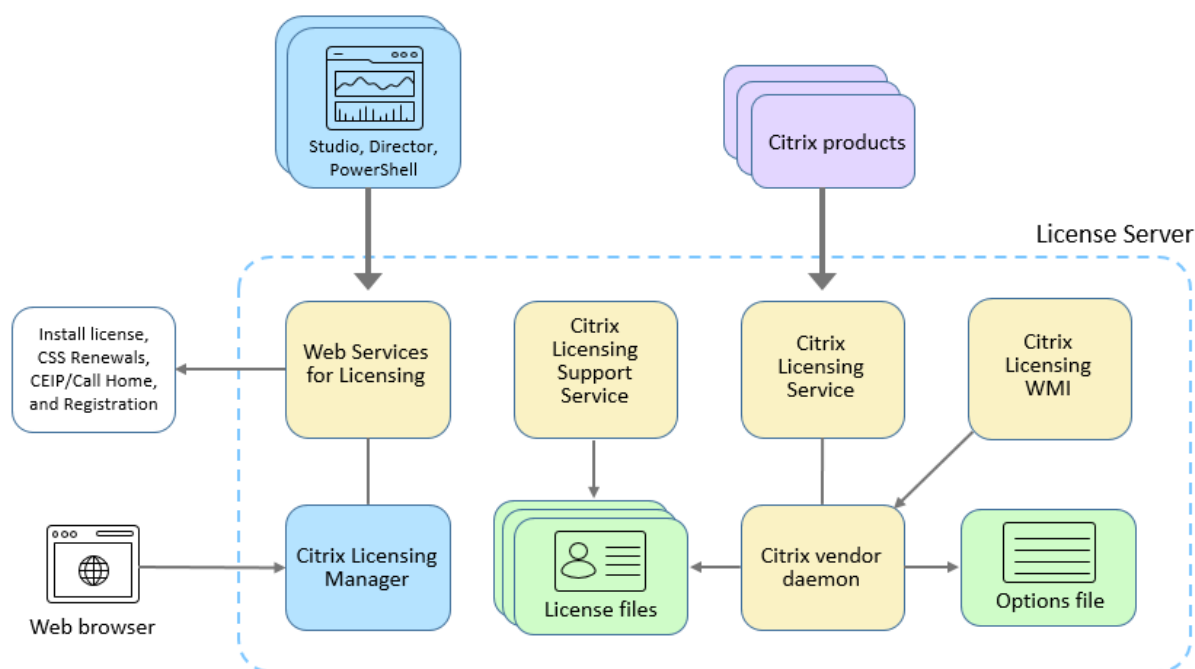 Studio, Director,
PowerShell
Citrix products
License Server
Install license,
CSS Renewals,
CEIP/Call Home,
and Registration
Web Services
for Licensing
Citrix
Licensing
Support
Service
Citrix
Licensing
Service
Citrix
Licensing
WMI
Web browser
Citrix Licensing
Manager
License files
Citrix vendor
daemon
Options file